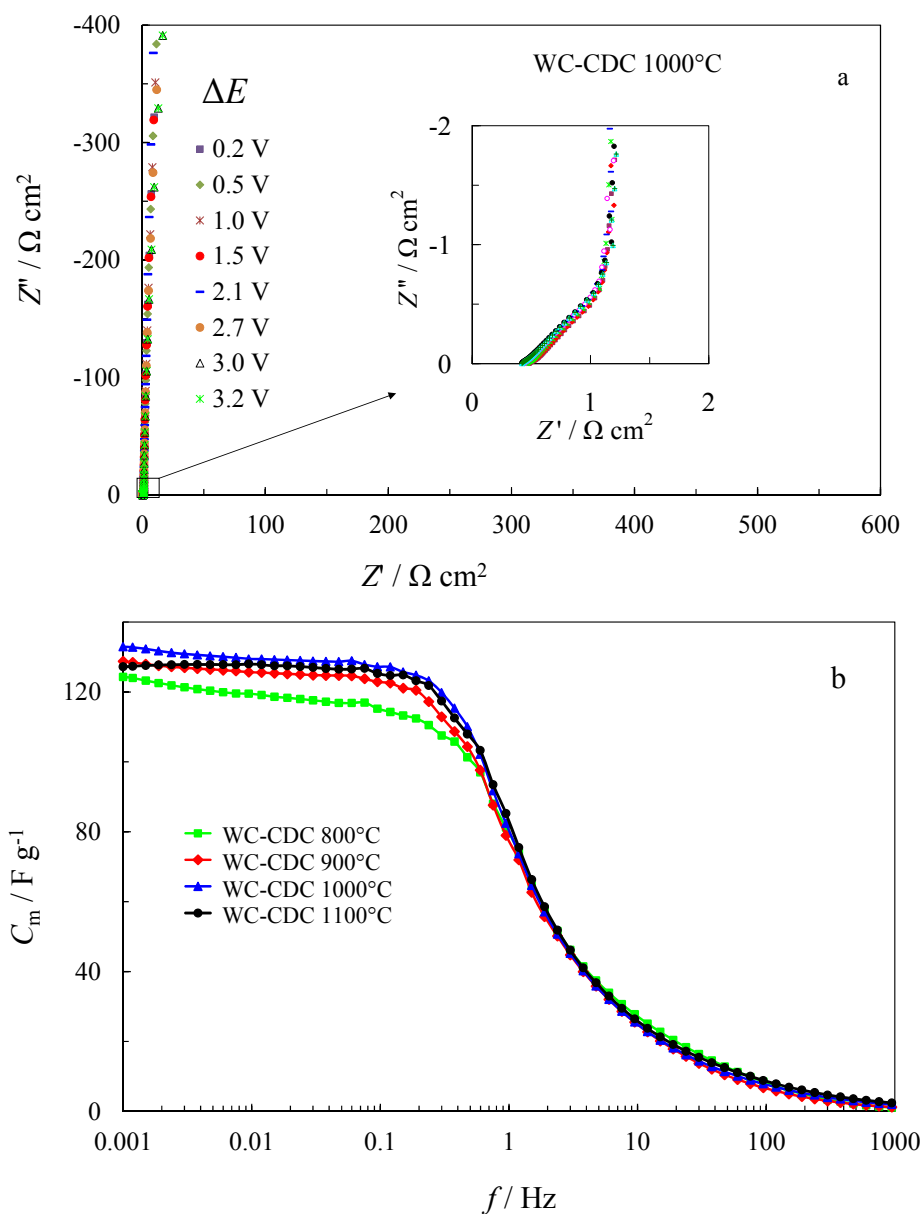 a
WC-CDC 1000°C
ΔE
0.2 V
0.5 V
1.0 V
1.5 V
2.1 V
2.7 V
3.0 V
3.2 V
Z'' / Ω cm²
-400
-300
-200
-100
0
0 100 200 300 400 500 600
Z' / Ω cm²
Z'' / Ω cm²
-2
-1
0
0 1 2
Z' / Ω cm²
b
Cₘ / F g⁻¹
120
80
40
0
WC-CDC 800°C
WC-CDC 900°C
WC-CDC 1000°C
WC-CDC 1100°C
0.001 0.01 0.1 1 10 100 1000
f / Hz